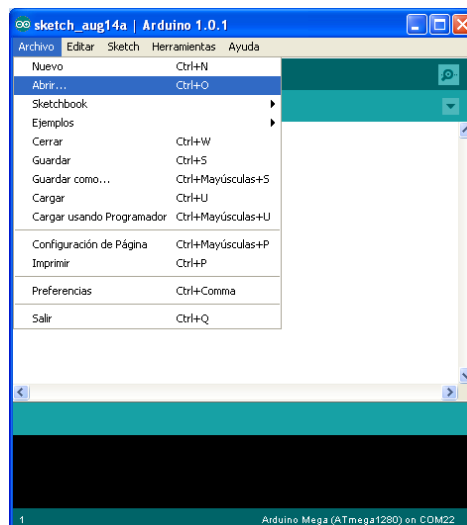 sketch_aug14a | Arduino 1.0.1
Archivo Editar Sketch Herramientas Ayuda
Nuevo Ctrl+N
Abrir... Ctrl+O
Sketchbook
Ejemplos
Cerrar Ctrl+W
Guardar Ctrl+S
Guardar como... Ctrl+Mayúsculas+S
Cargar Ctrl+U
Cargar usando Programador Ctrl+Mayúsculas+U
Configuración de Página Ctrl+Mayúsculas+P
Imprimir Ctrl+P
Preferencias Ctrl+Comma
Salir Ctrl+Q
1 Arduino Mega (ATmega1280) on COM22